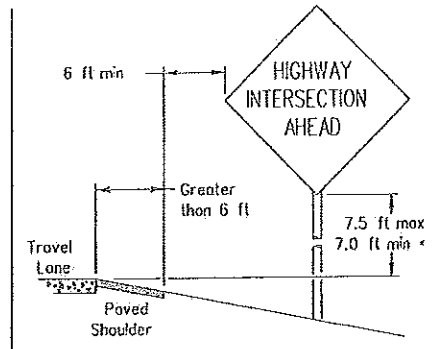 HIGHWAY
INTERSECTION
AHEAD
6 ft min
Greater
than 6 ft
7.5 ft max
7.0 ft min <
Travel
Lane
Paved
Shoulder